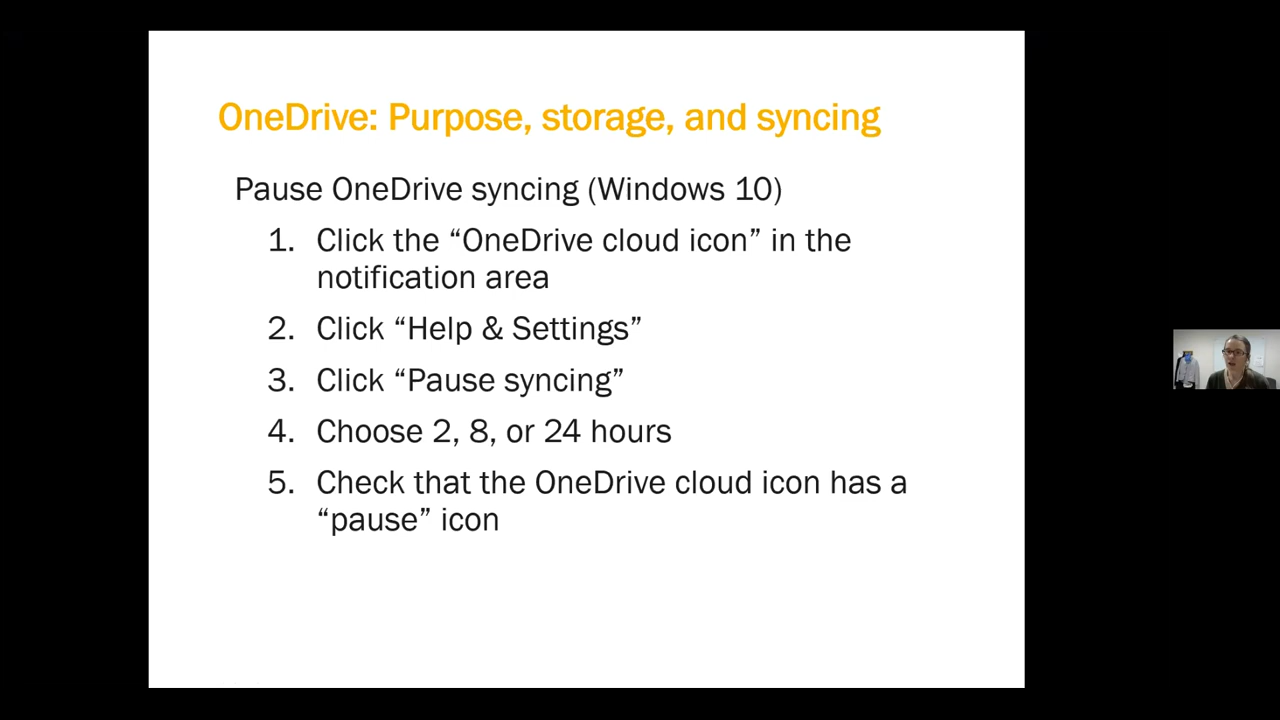 OneDrive: Purpose, storage, and syncing
Pause OneDrive syncing (Windows 10)
1. Click the “OneDrive cloud icon” in the
notification area
2. Click “Help & Settings”
3. Click “Pause syncing”
4. Choose 2, 8, or 24 hours
5. Check that the OneDrive cloud icon has a
“pause” icon